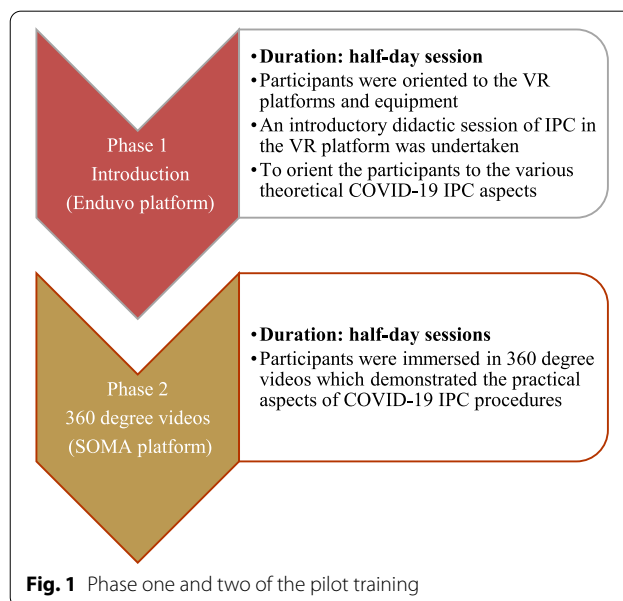 Phase 1
Introduction
(Enduvo platform)
•Duration: half-day session
•Participants were oriented to the VR
platforms and equipment
•An introductory didactic session of IPC in
the VR platform was undertaken
•To orient the participants to the various
theoretical COVID-19 IPC aspects
Phase 2
360 degree videos
(SOMA platform)
•Duration: half-day sessions
•Participants were immersed in 360 degree
videos which demonstrated the practical
aspects of COVID-19 IPC procedures
Fig. 1 Phase one and two of the pilot training